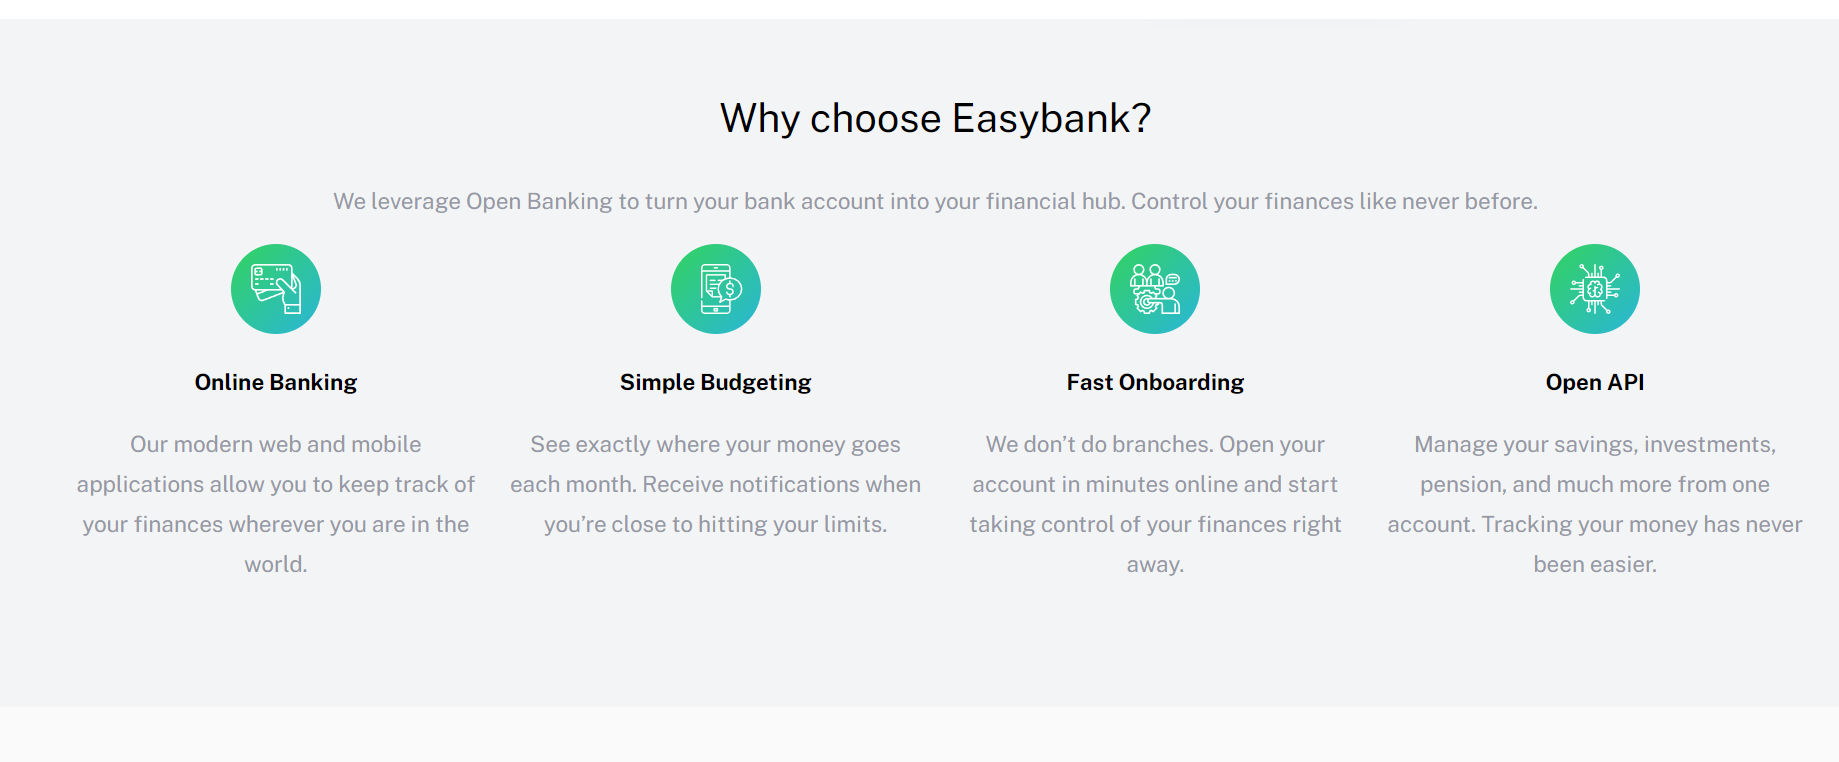 Why choose Easybank?
We leverage Open Banking to turn your bank account into your financial hub. Control your finances like never before.
Online Banking
Our modern web and mobile
applications allow you to keep track of
your finances wherever you are in the
world.
Simple Budgeting
See exactly where your money goes
each month. Receive notifications when
you’re close to hitting your limits.
Fast Onboarding
We don’t do branches. Open your
account in minutes online and start
taking control of your finances right
away.
Open API
Manage your savings, investments,
pension, and much more from one
account. Tracking your money has never
been easier.